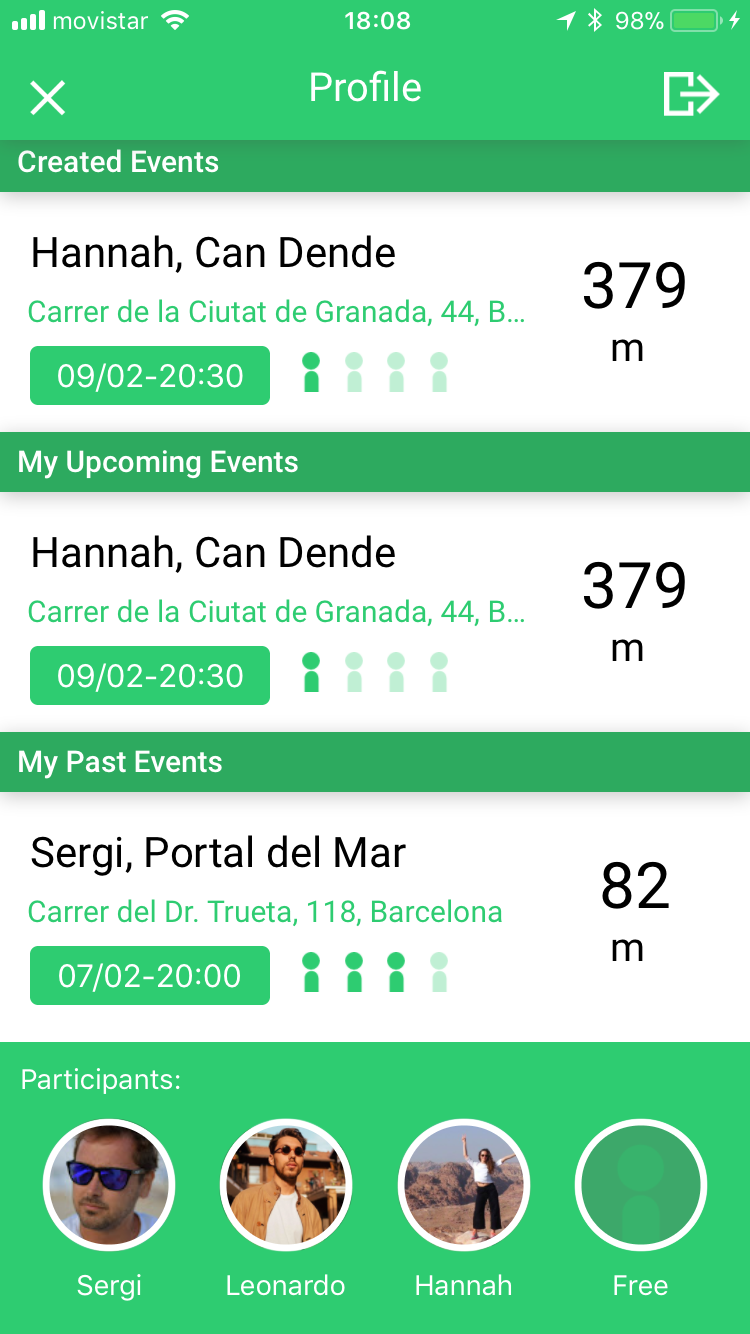 movistar 18:08 98%
Profile
Created Events
Hannah, Can Dende
Carrer de la Ciutat de Granada, 44, B...
09/02-20:30
379
m
My Upcoming Events
Hannah, Can Dende
Carrer de la Ciutat de Granada, 44, B...
09/02-20:30
379
m
My Past Events
Sergi, Portal del Mar
Carrer del Dr. Trueta, 118, Barcelona
07/02-20:00
82
m
Participants:
Sergi Leonardo Hannah Free